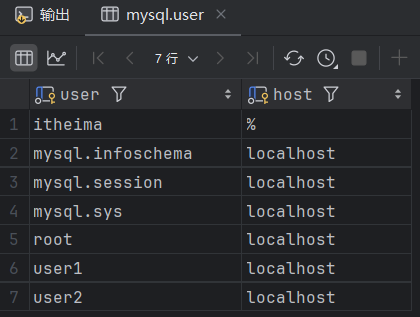 输出 mysql.user
7 行
user host
1 itheima %
2 mysql.infoschema localhost
3 mysql.session localhost
4 mysql.sys localhost
5 root localhost
6 user1 localhost
7 user2 localhost